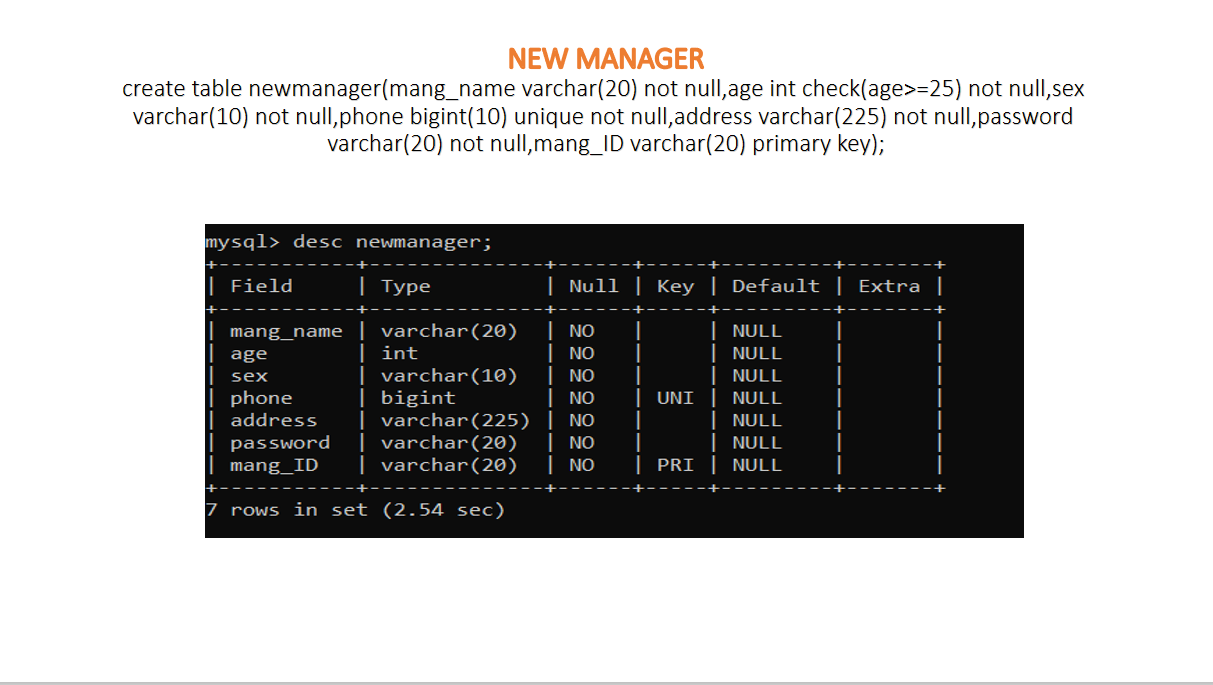 NEW MANAGER
create table newmanager(mang_name varchar(20) not null,age int check(age>=25) not null,sex
varchar(10) not null,phone bigint(10) unique not null,address varchar(225) not null,password
varchar(20) not null,mang_ID varchar(20) primary key);
mysql> desc newmanager;
+-----------+--------------+------+-----+---------+-------+
| Field     | Type         | Null | Key | Default | Extra |
+-----------+--------------+------+-----+---------+-------+
| mang_name | varchar(20)  | NO   |     | NULL    |       |
| age       | int          | NO   |     | NULL    |       |
| sex       | varchar(10)  | NO   |     | NULL    |       |
| phone     | bigint       | NO   | UNI | NULL    |       |
| address   | varchar(225) | NO   |     | NULL    |       |
| password  | varchar(20)  | NO   |     | NULL    |       |
| mang_ID   | varchar(20)  | NO   | PRI | NULL    |       |
+-----------+--------------+------+-----+---------+-------+
7 rows in set (2.54 sec)